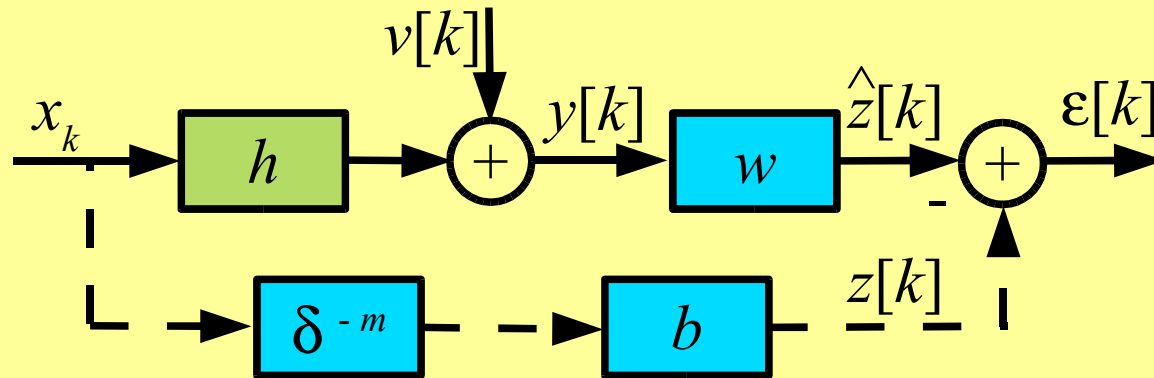 v[k]
x_k h + y[k] w ẑ[k] + ε[k]
-
δ^{-m} b z[k]